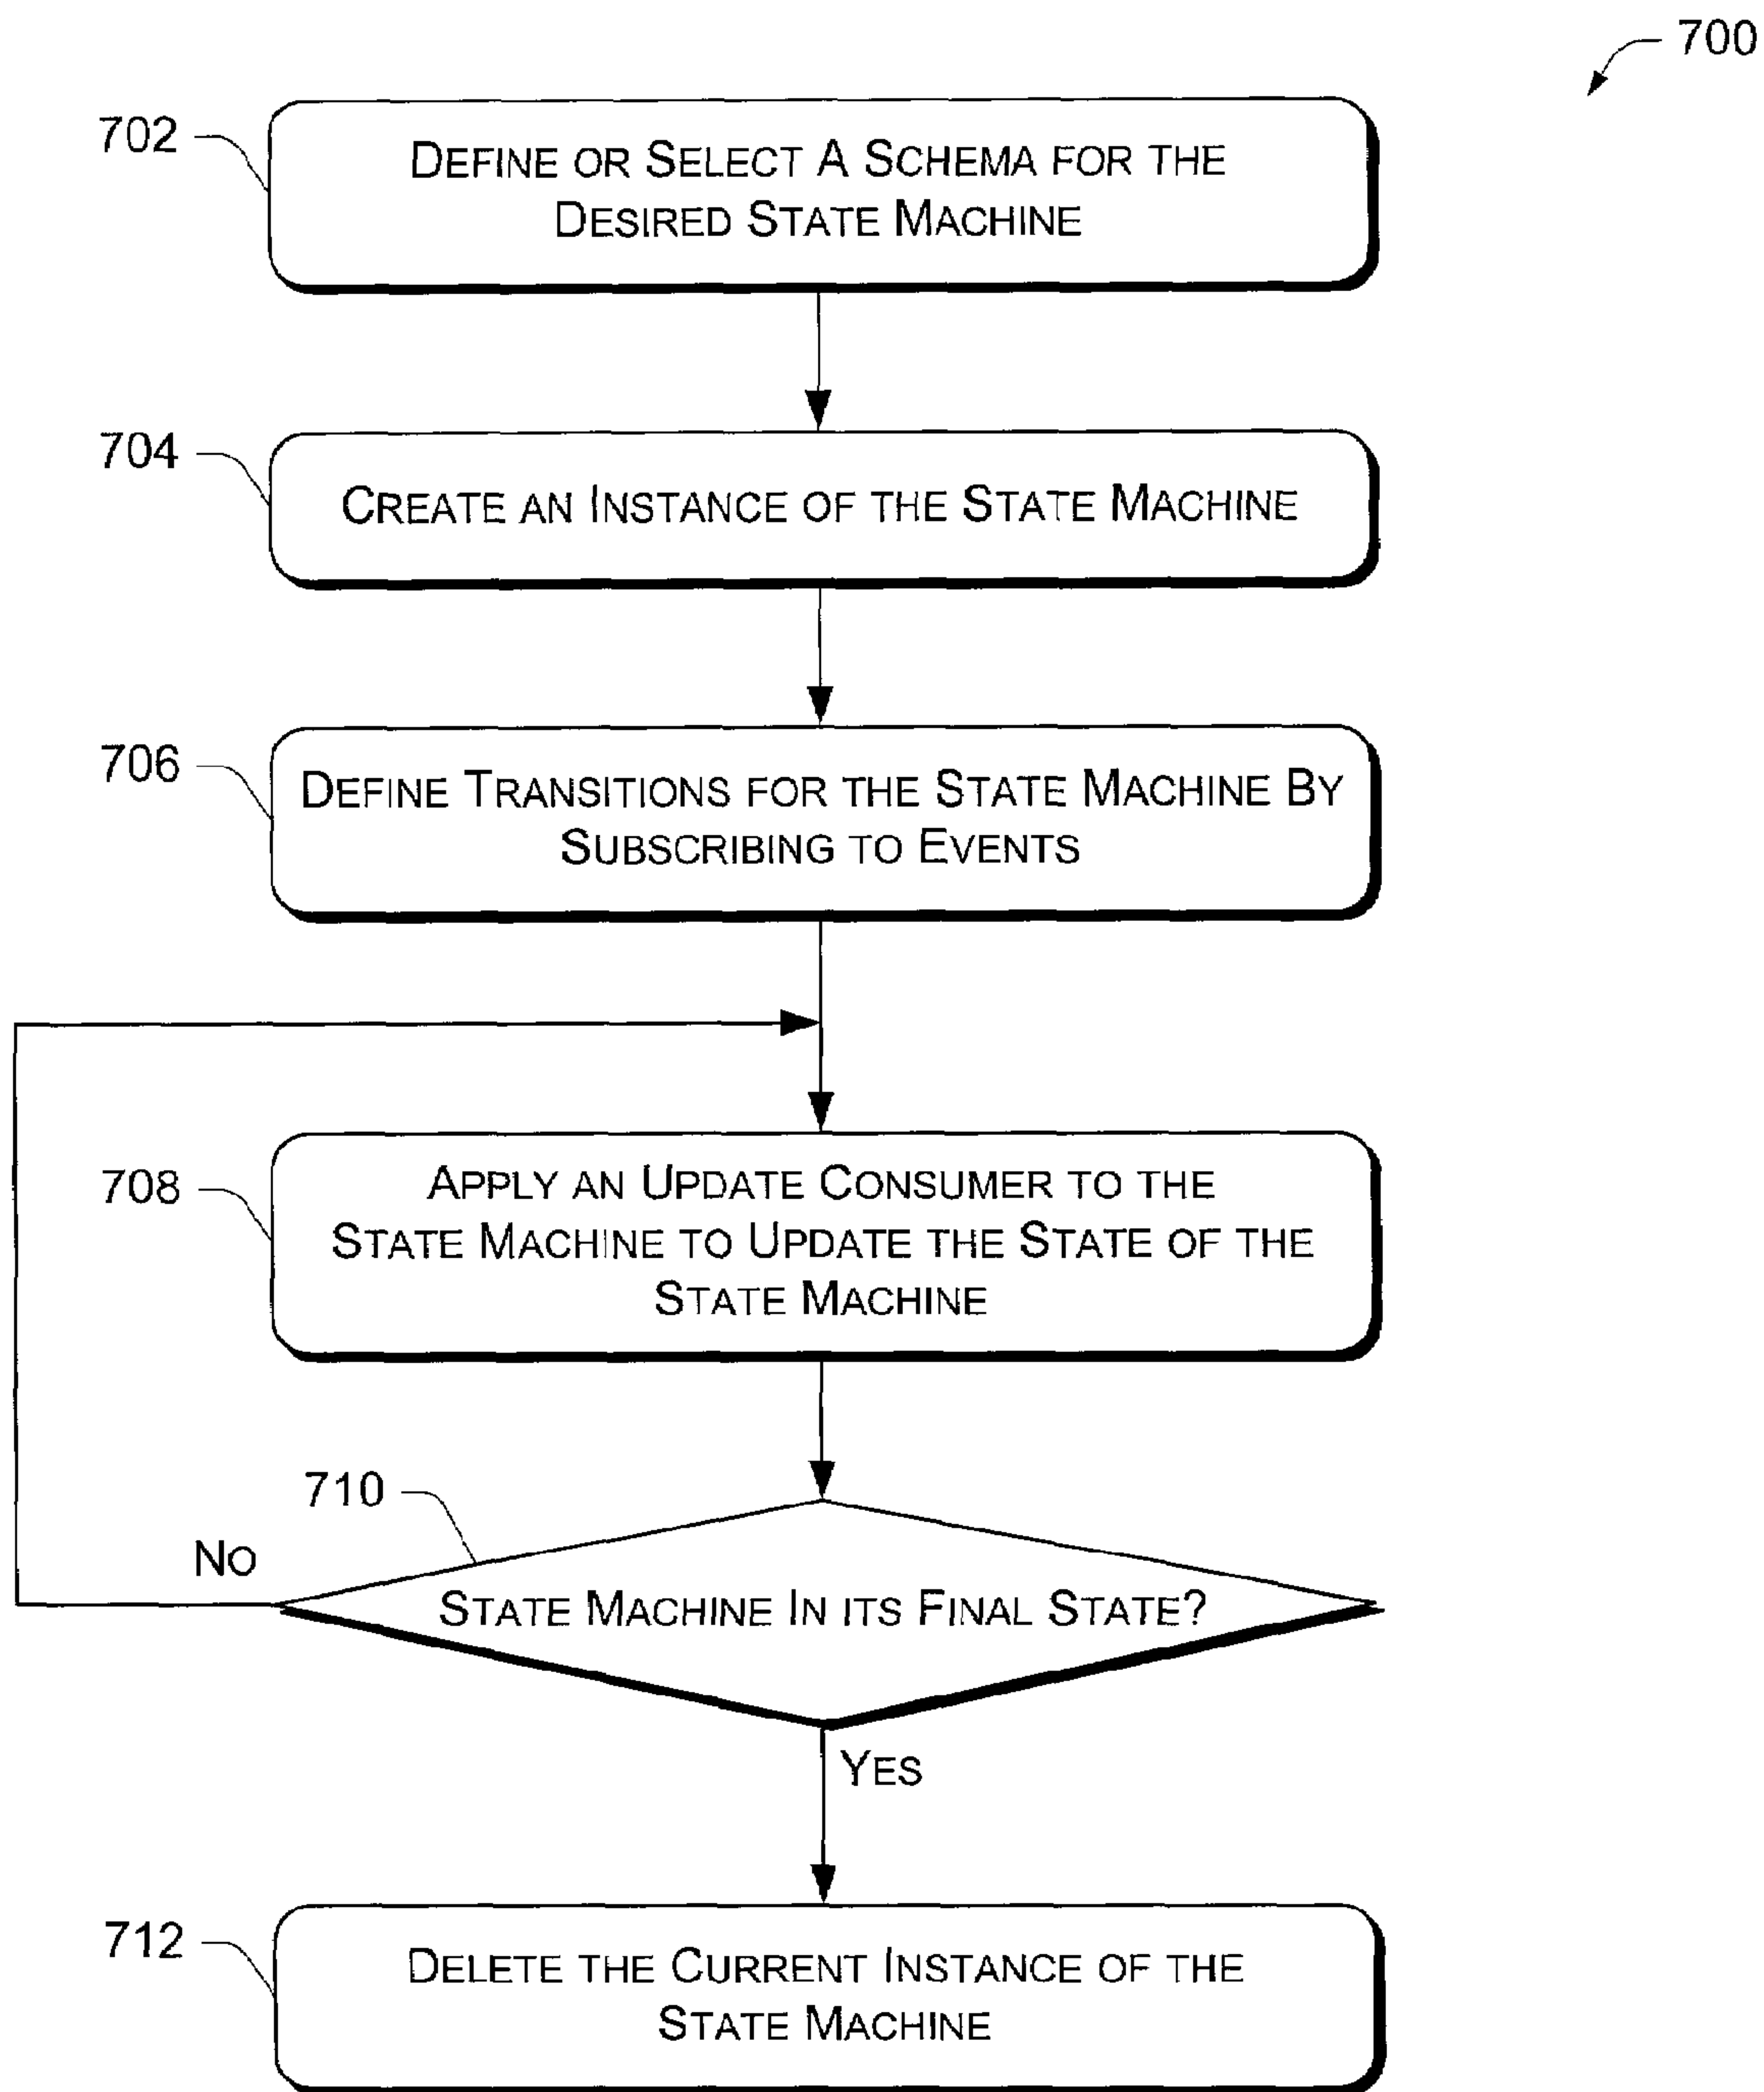 700
702
DEFINE OR SELECT A SCHEMA FOR THE
DESIRED STATE MACHINE
704
CREATE AN INSTANCE OF THE STATE MACHINE
706
DEFINE TRANSITIONS FOR THE STATE MACHINE BY
SUBSCRIBING TO EVENTS
708
APPLY AN UPDATE CONSUMER TO THE
STATE MACHINE TO UPDATE THE STATE OF THE
STATE MACHINE
710
NO
STATE MACHINE IN ITS FINAL STATE?
YES
712
DELETE THE CURRENT INSTANCE OF THE
STATE MACHINE